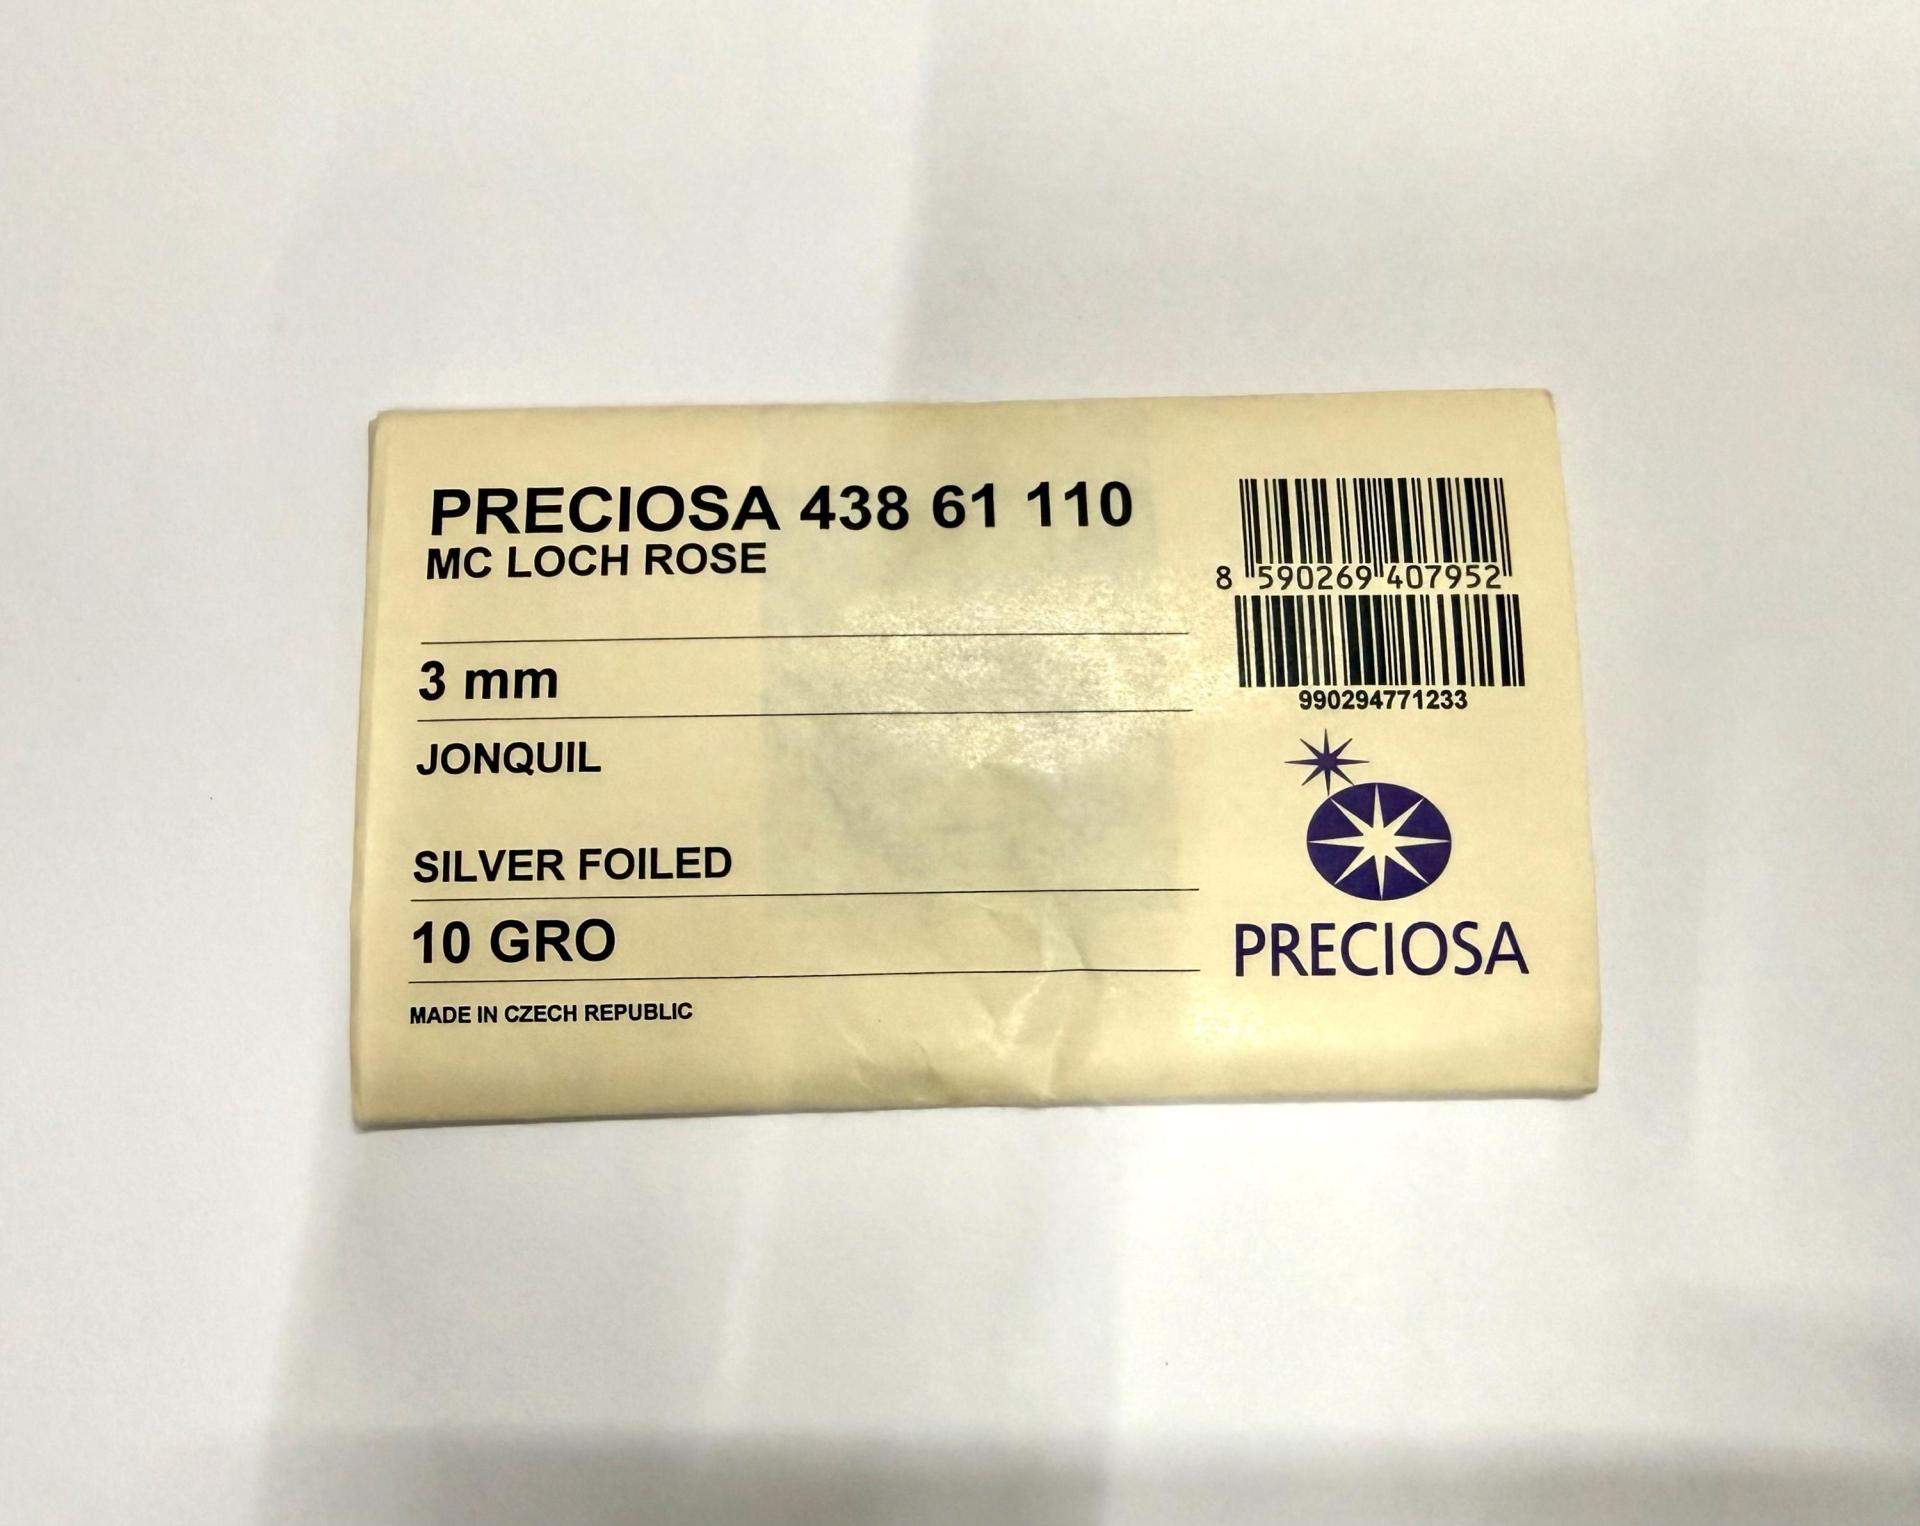 PRECIOSA 438 61 110
MC LOCH ROSE
3 mm
JONQUIL
SILVER FOILED
10 GRO
MADE IN CZECH REPUBLIC
8 590269 407952
990294771233
PRECIOSA